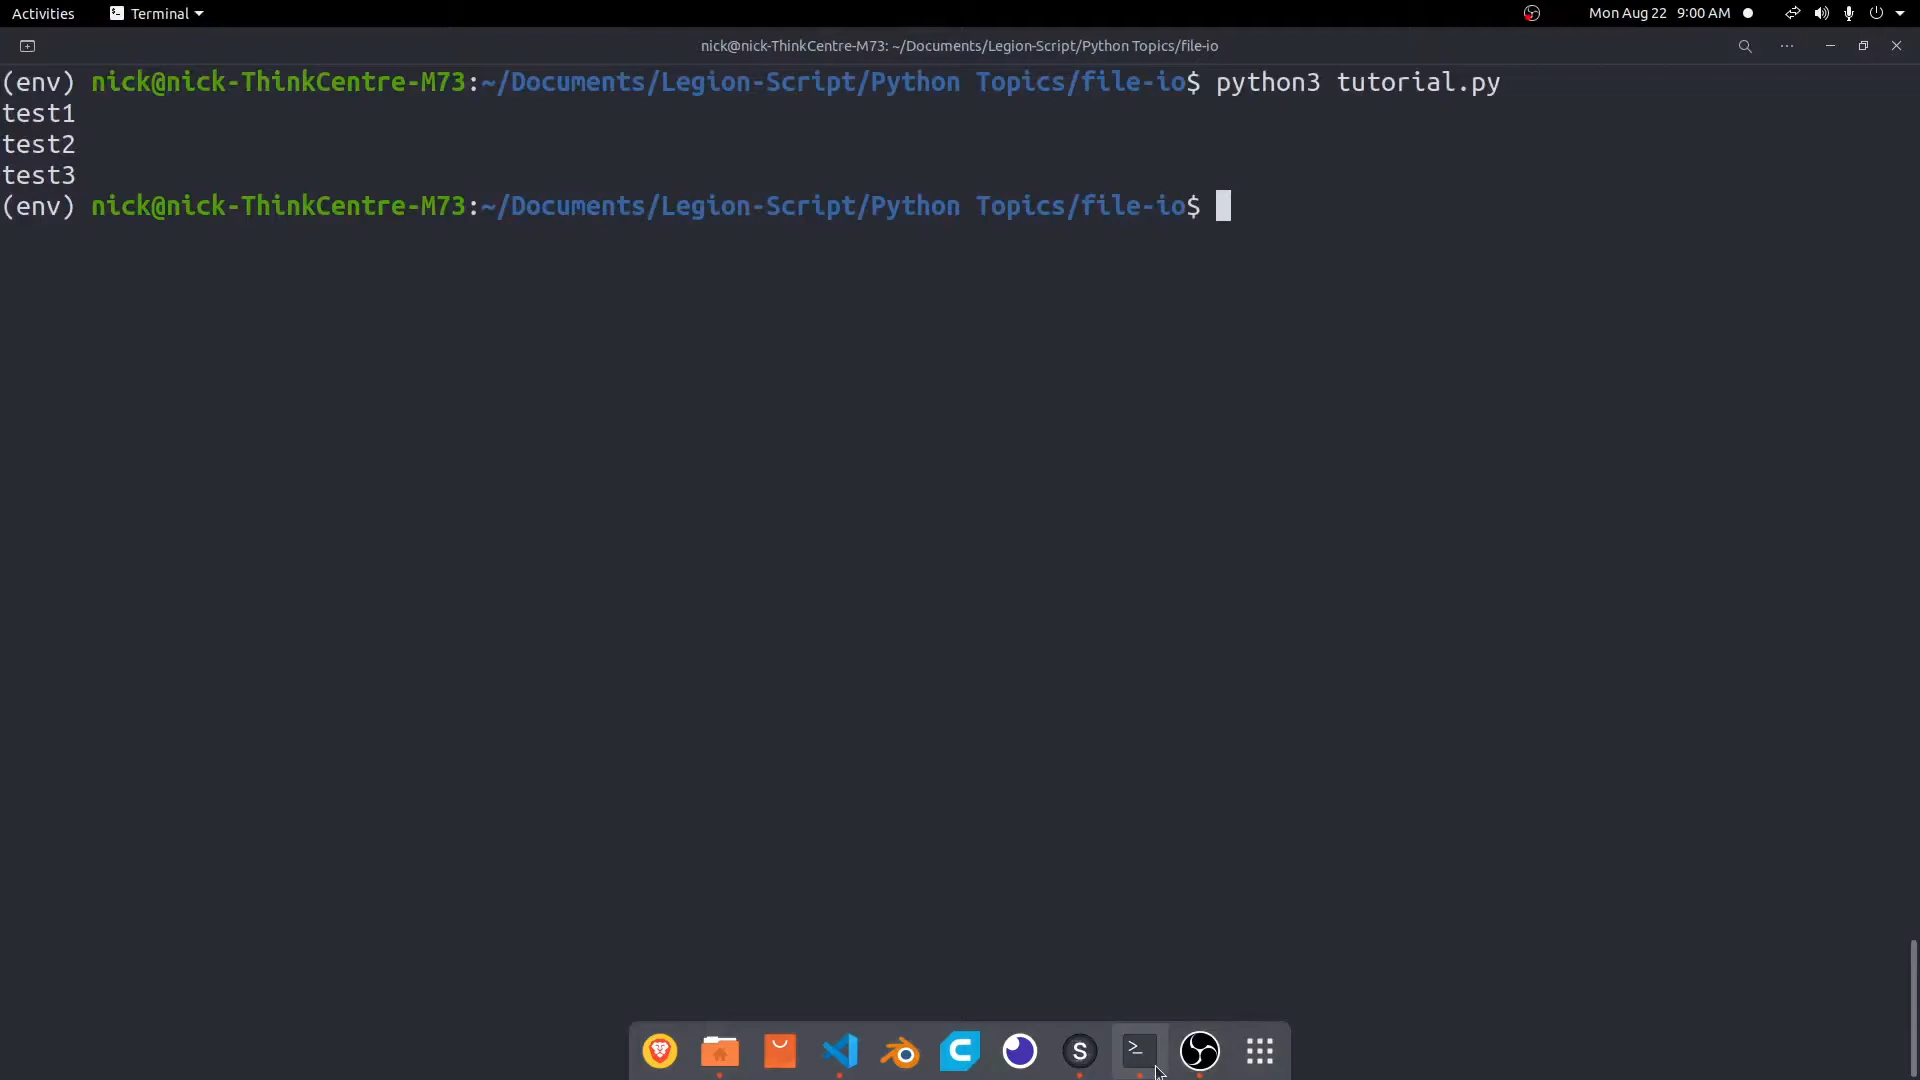 Activities Terminal Mon Aug 22 9:00 AM
nick@nick-ThinkCentre-M73: ~/Documents/Legion-Script/Python Topics/file-io
(env) nick@nick-ThinkCentre-M73:~/Documents/Legion-Script/Python Topics/file-io$ python3 tutorial.py
test1
test2
test3
(env) nick@nick-ThinkCentre-M73:~/Documents/Legion-Script/Python Topics/file-io$